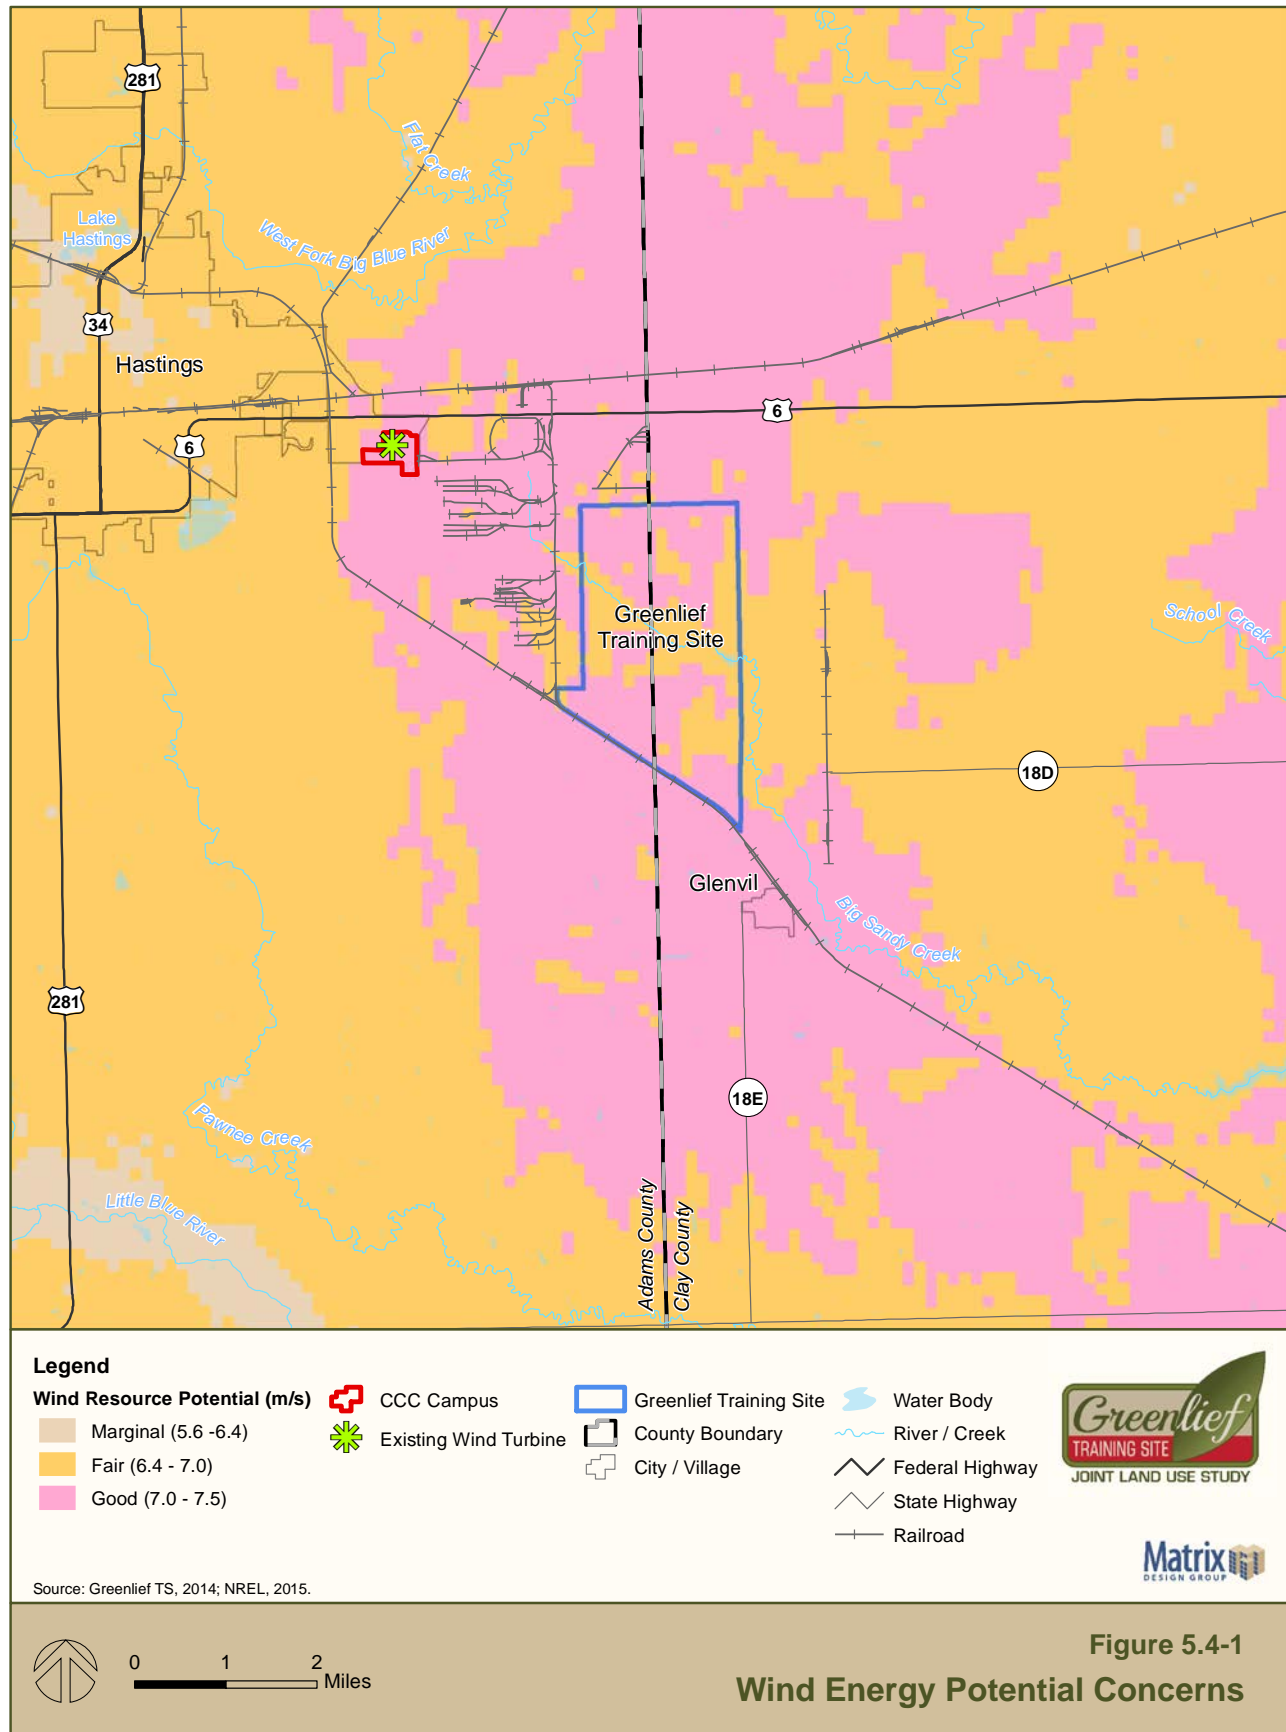 281
Flat Creek
Lake
Hastings
West Fork Big Blue River
34
Hastings
6
6
Greenlief
Training Site
School Creek
18D
Glenvil
Big Sandy Creek
281
18E
Pawnee Creek
Little Blue River
Adams County
Clay County
Legend
Wind Resource Potential (m/s)
Marginal (5.6 -6.4)
Fair (6.4 - 7.0)
Good (7.0 - 7.5)
CCC Campus
Existing Wind Turbine
Greenlief Training Site
County Boundary
City / Village
Water Body
River / Creek
Federal Highway
State Highway
Railroad
Greenlief
TRAINING SITE
JOINT LAND USE STUDY
Matrix
DESIGN GROUP
Source: Greenlief TS, 2014; NREL, 2015.
0 1 2
Miles
Figure 5.4-1
Wind Energy Potential Concerns